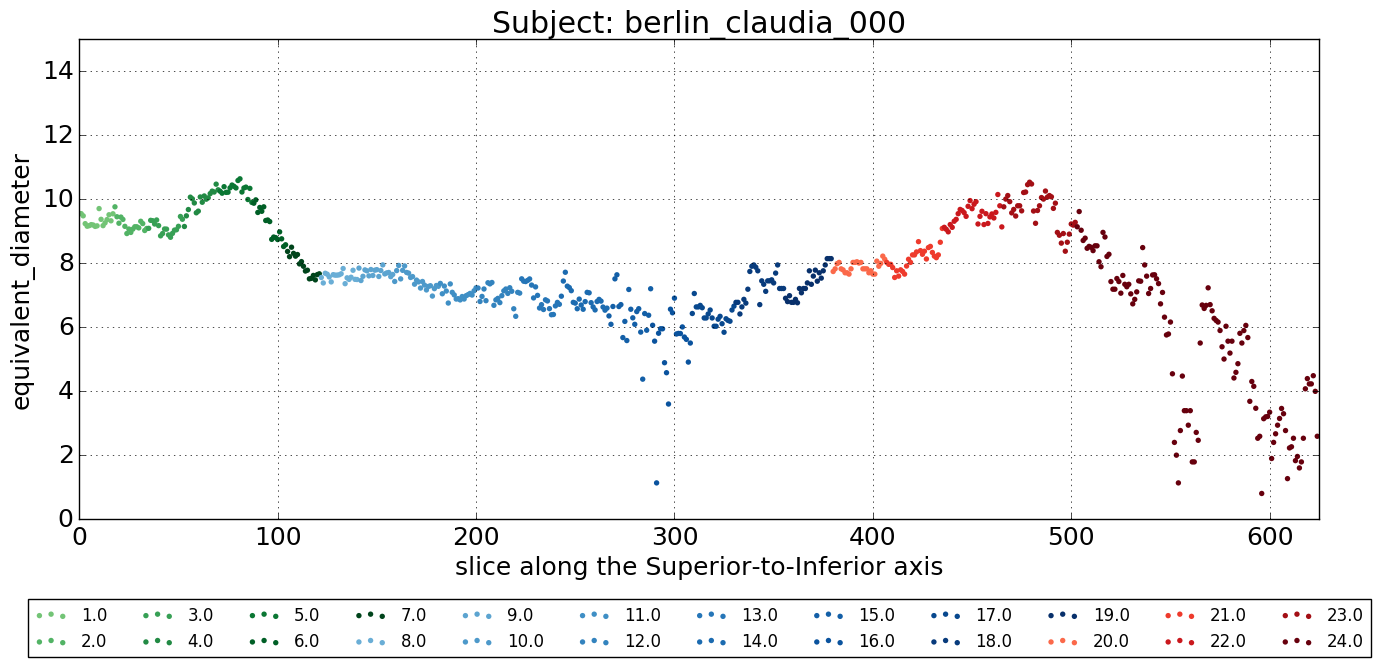 Subject: berlin_claudia_000
14
12
10
8
6
4
2
0
equivalent_diameter
0 100 200 300 400 500 600
slice along the Superior-to-Inferior axis
1.0 3.0 5.0 7.0 9.0 11.0 13.0 15.0 17.0 19.0 21.0 23.0
2.0 4.0 6.0 8.0 10.0 12.0 14.0 16.0 18.0 20.0 22.0 24.0